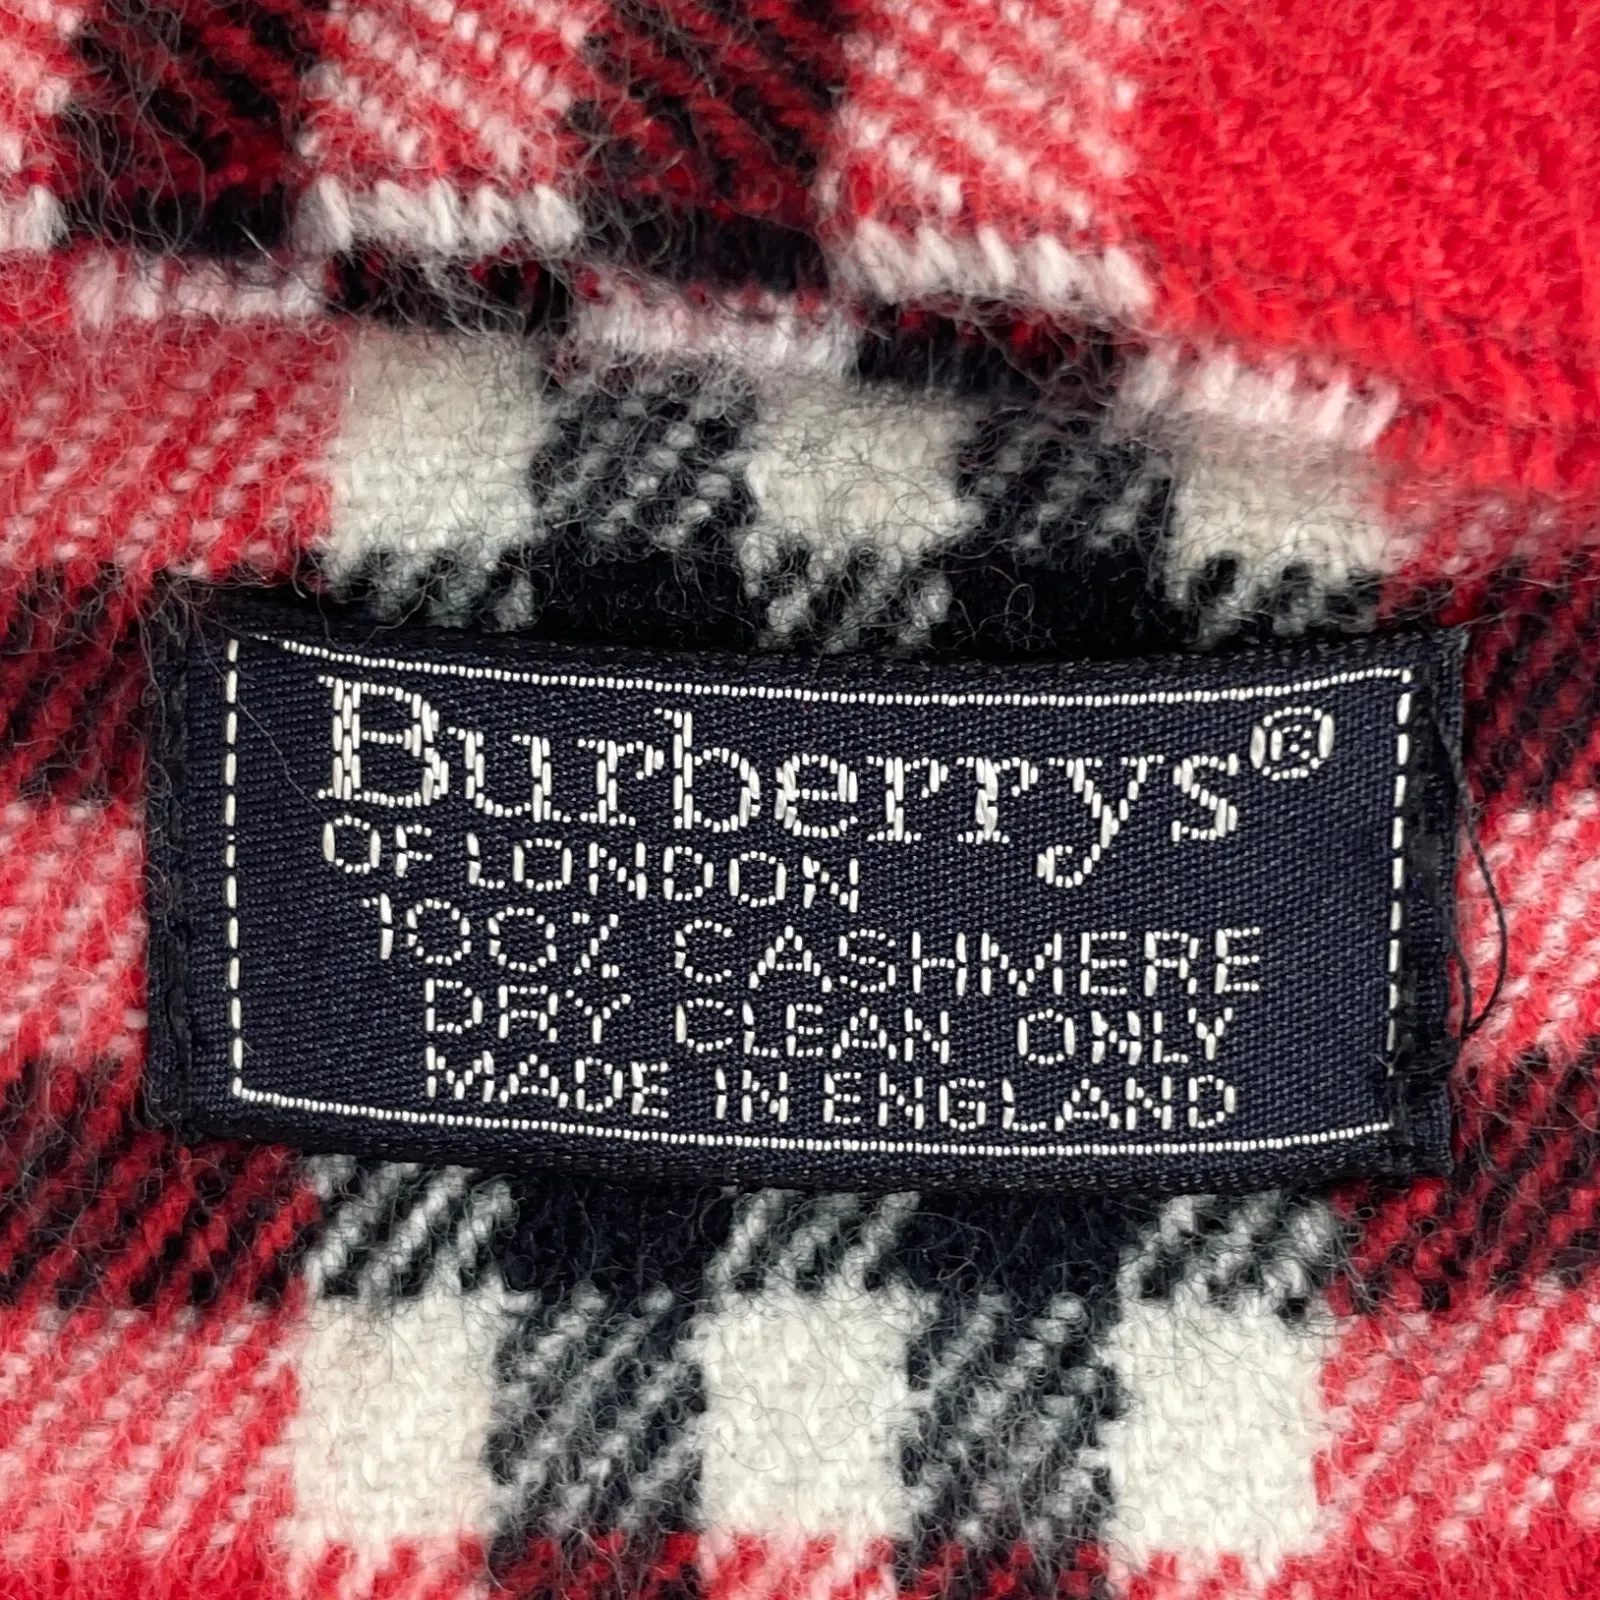 Burberrys®
OF LONDON
100% CASHMERE
DRY CLEAN ONLY
MADE IN ENGLAND